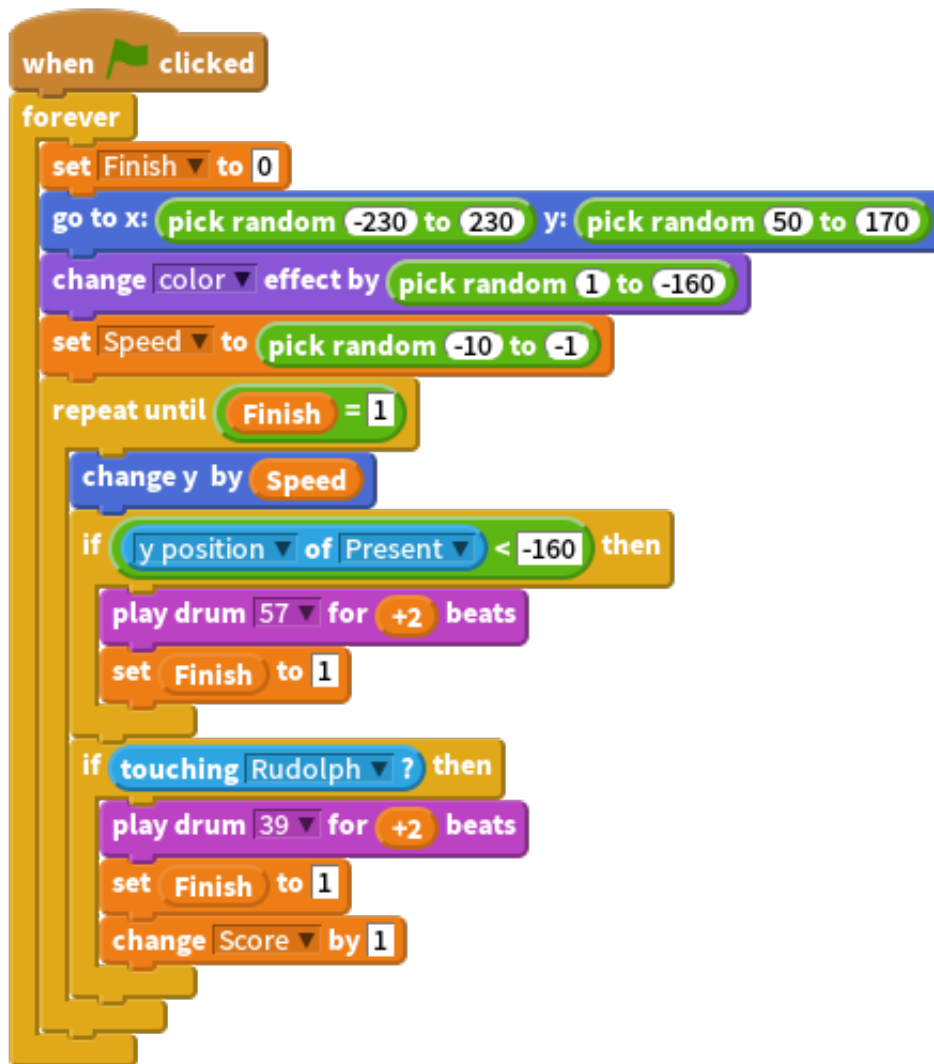 when clicked
forever
set Finish ▼ to 0
go to x: pick random -230 to 230 y: pick random 50 to 170
change color ▼ effect by pick random 1 to -160
set Speed ▼ to pick random -10 to -1
repeat until Finish = 1
change y by Speed
if y position ▼ of Present ▼ < -160 then
play drum 57 ▼ for +2 beats
set Finish to 1
if touching Rudolph ▼ ? then
play drum 39 ▼ for +2 beats
set Finish to 1
change Score ▼ by 1